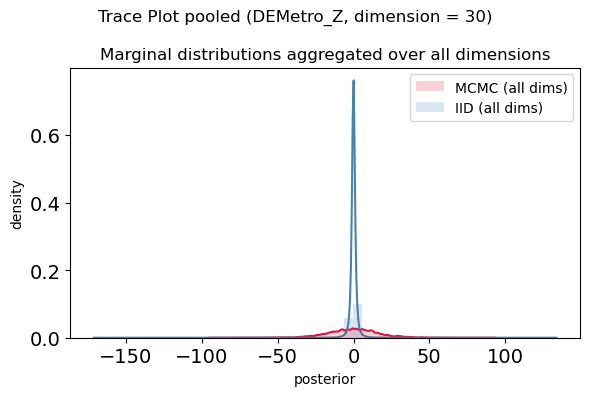 Trace Plot pooled (DEMetro_Z, dimension = 30)
Marginal distributions aggregated over all dimensions
MCMC (all dims)
IID (all dims)
density
0.6
0.4
0.2
0.0
−150
−100
−50
0
50
100
posterior